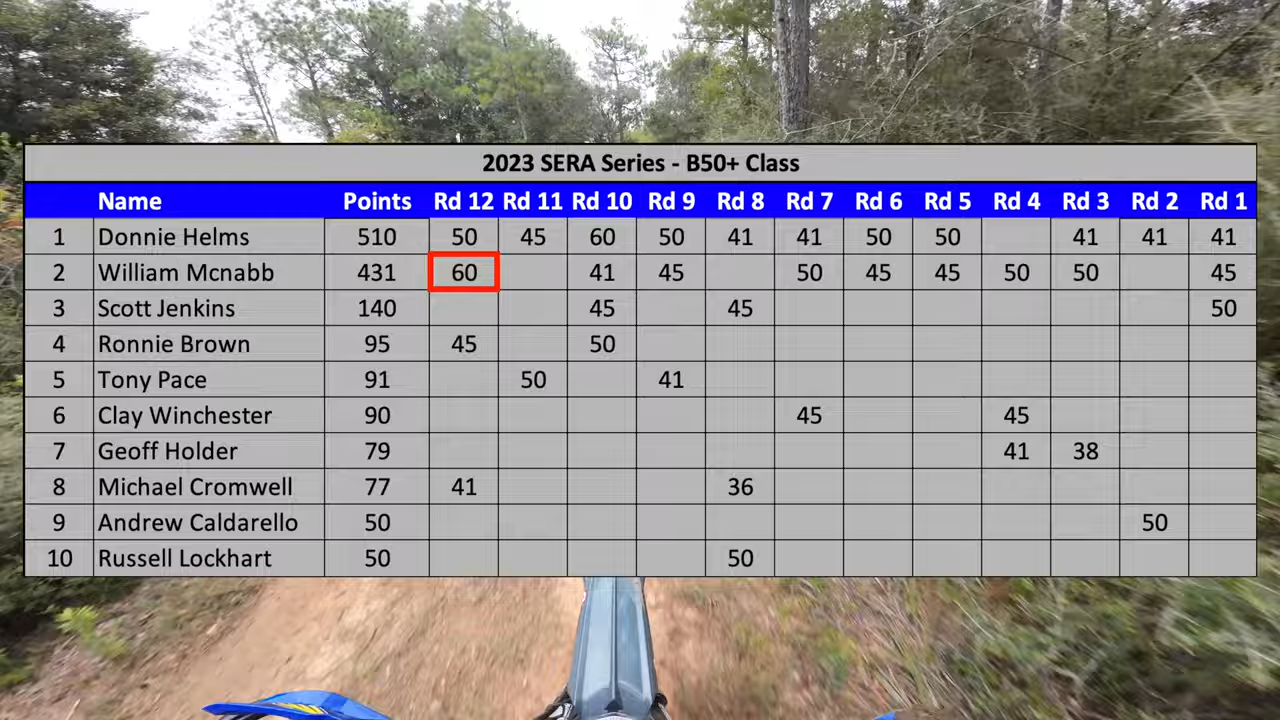 2023 SERA Series - B50+ Class
Name Points Rd 12 Rd 11 Rd 10 Rd 9 Rd 8 Rd 7 Rd 6 Rd 5 Rd 4 Rd 3 Rd 2 Rd 1
1 Donnie Helms 510 50 45 60 50 41 41 50 50 41 41 41
2 William Mcnabb 431 60 41 45 50 45 45 50 50 45
3 Scott Jenkins 140 45 45 50
4 Ronnie Brown 95 45 50
5 Tony Pace 91 50 41
6 Clay Winchester 90 45 45
7 Geoff Holder 79 41 38
8 Michael Cromwell 77 41 36
9 Andrew Caldarello 50 50
10 Russell Lockhart 50 50